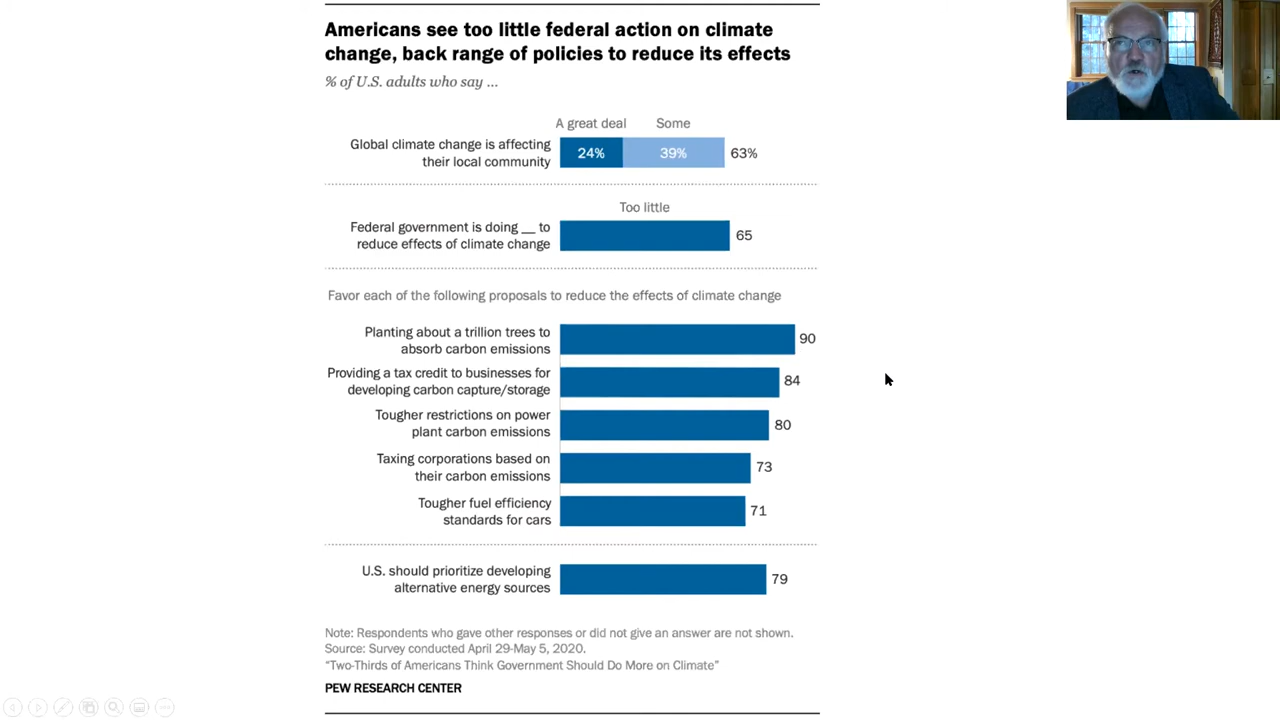 Americans see too little federal action on climate
change, back range of policies to reduce its effects
% of U.S. adults who say ...
A great deal Some
Global climate change is affecting
their local community
24% 39% 63%
Too little
Federal government is doing __ to
reduce effects of climate change
65
Favor each of the following proposals to reduce the effects of climate change
Planting about a trillion trees to
absorb carbon emissions
90
Providing a tax credit to businesses for
developing carbon capture/storage
84
Tougher restrictions on power
plant carbon emissions
80
Taxing corporations based on
their carbon emissions
73
Tougher fuel efficiency
standards for cars
71
U.S. should prioritize developing
alternative energy sources
79
Note: Respondents who gave other responses or did not give an answer are not shown.
Source: Survey conducted April 29-May 5, 2020.
“Two-Thirds of Americans Think Government Should Do More on Climate”
PEW RESEARCH CENTER